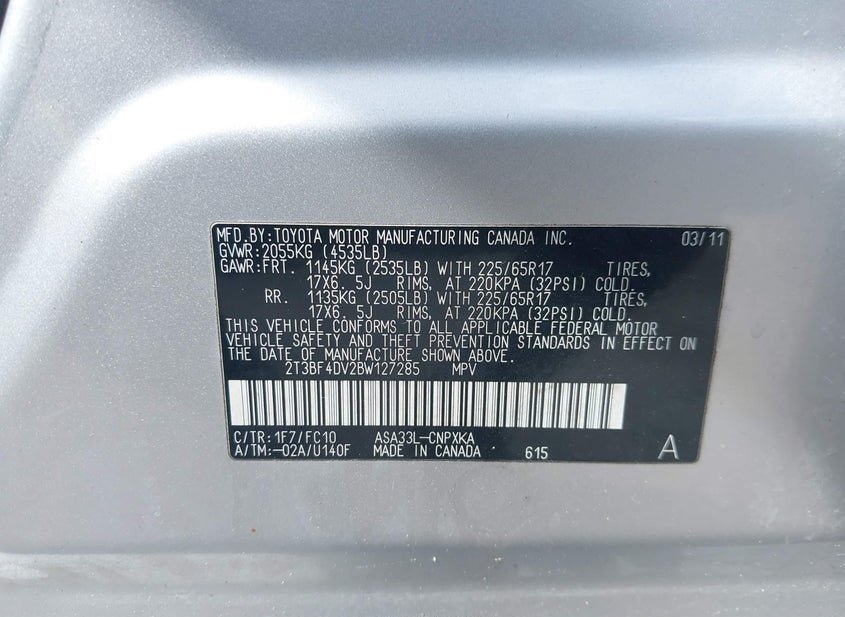 MFD.BY:TOYOTA MOTOR MANUFACTURING CANADA INC. 03/11
GVWR:2055KG (4535LB)
GAWR:FRT. 1145KG (2535LB) WITH 225/65R17 TIRES,
17X6. 5J RIMS, AT 220KPA (32PSI) COLD.
RR. 1135KG (2505LB) WITH 225/65R17 TIRES,
17X6. 5J RIMS, AT 220KPA (32PSI) COLD.
THIS VEHICLE CONFORMS TO ALL APPLICABLE FEDERAL MOTOR
VEHICLE SAFETY AND THEFT PREVENTION STANDARDS IN EFFECT ON
THE DATE OF MANUFACTURE SHOWN ABOVE.
2T3BF4DV2BW127285 MPV
C/TR:1F7/FC10 ASA33L-CNPXKA
A/TM:-02A/U140F MADE IN CANADA 615 A